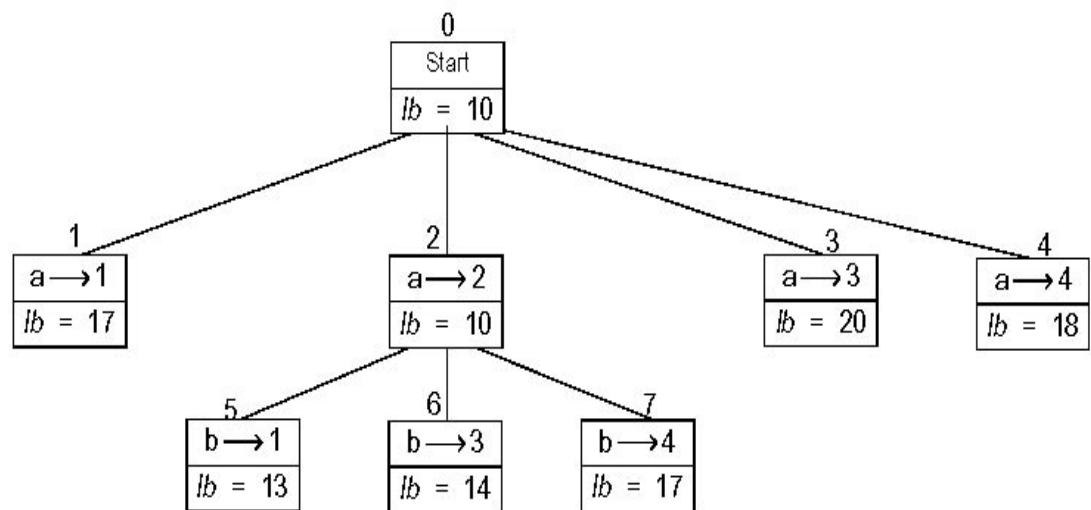 0
Start
lb = 10
1
a→1
lb = 17
2
a→2
lb = 10
3
a→3
lb = 20
4
a→4
lb = 18
5
b→1
lb = 13
6
b→3
lb = 14
7
b→4
lb = 17